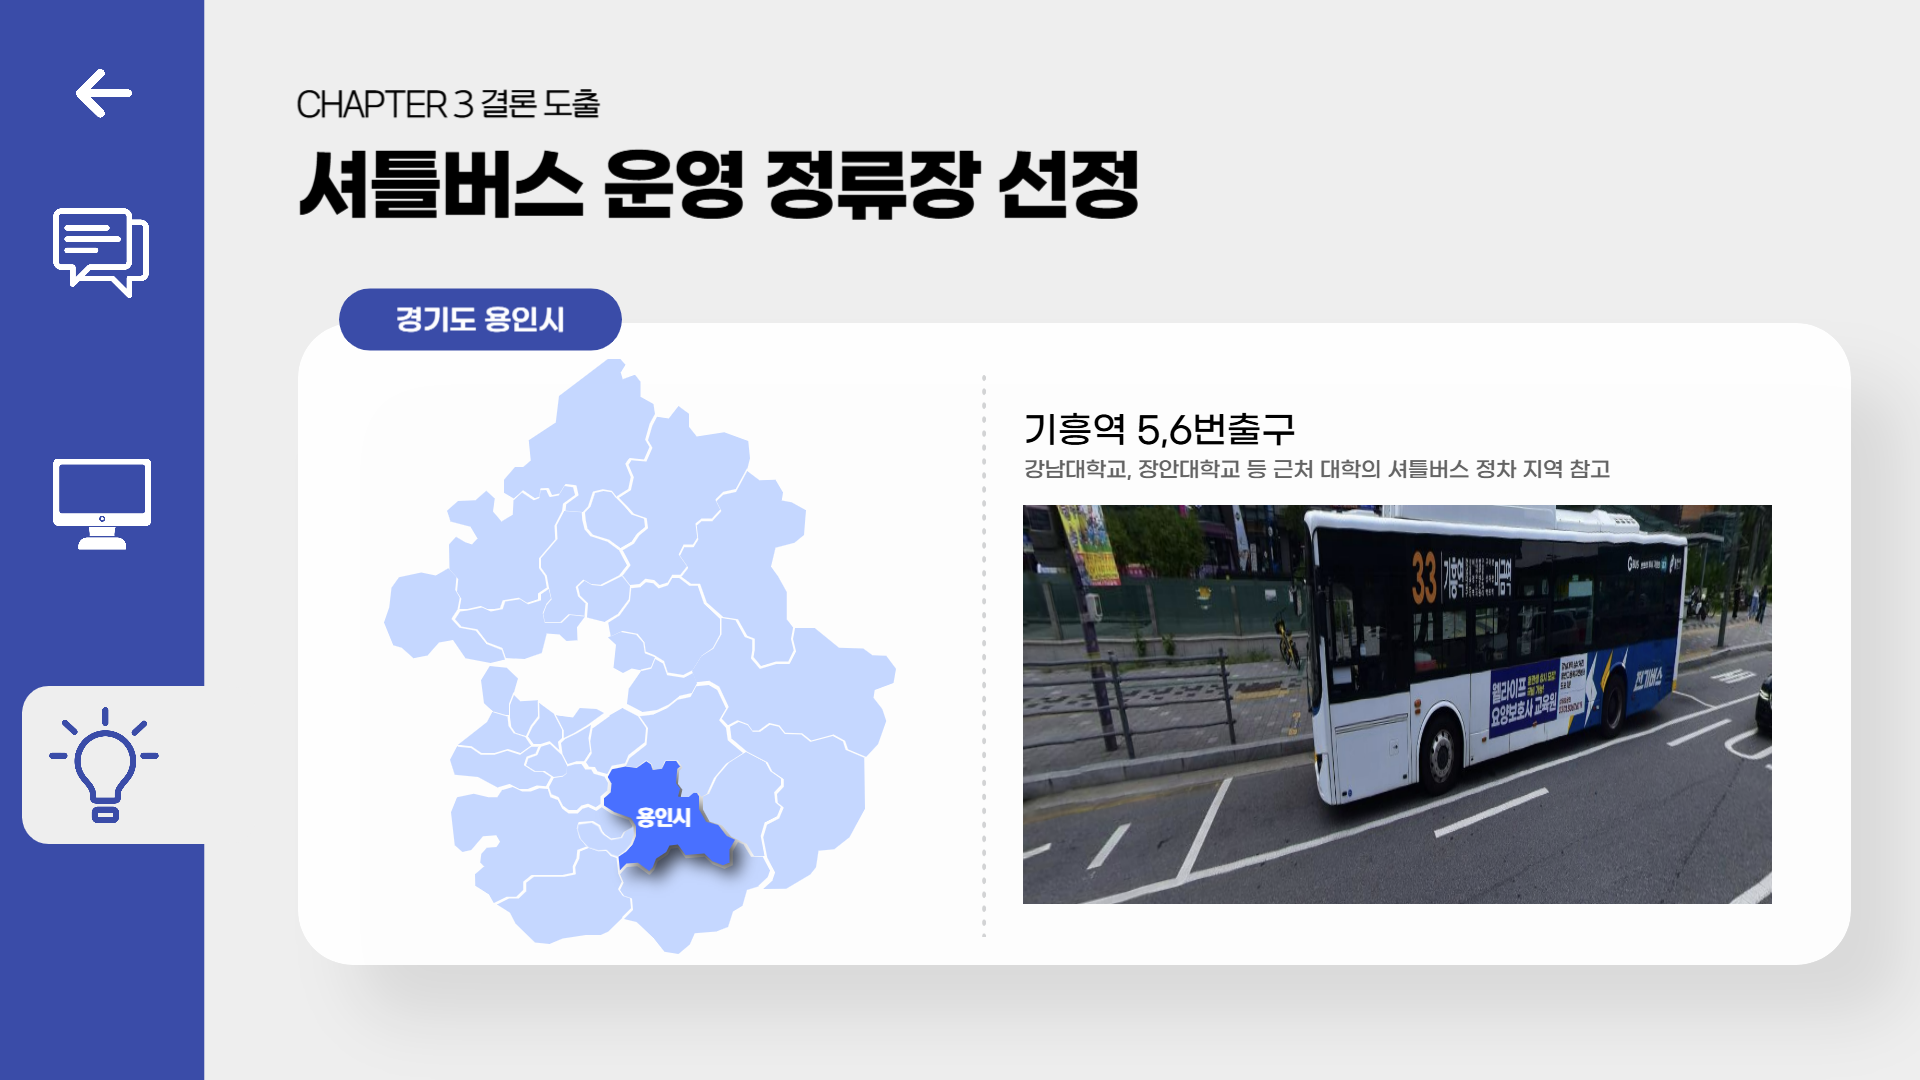 CHAPTER 3 결론 도출
셔틀버스 운영 정류장 선정
경기도 용인시
용인시
기흥역 5,6번출구
강남대학교, 장안대학교 등 근처 대학의 셔틀버스 정차 지역 참고
33 기흥역
웰라이프
요양보호사 교육원
전기버스